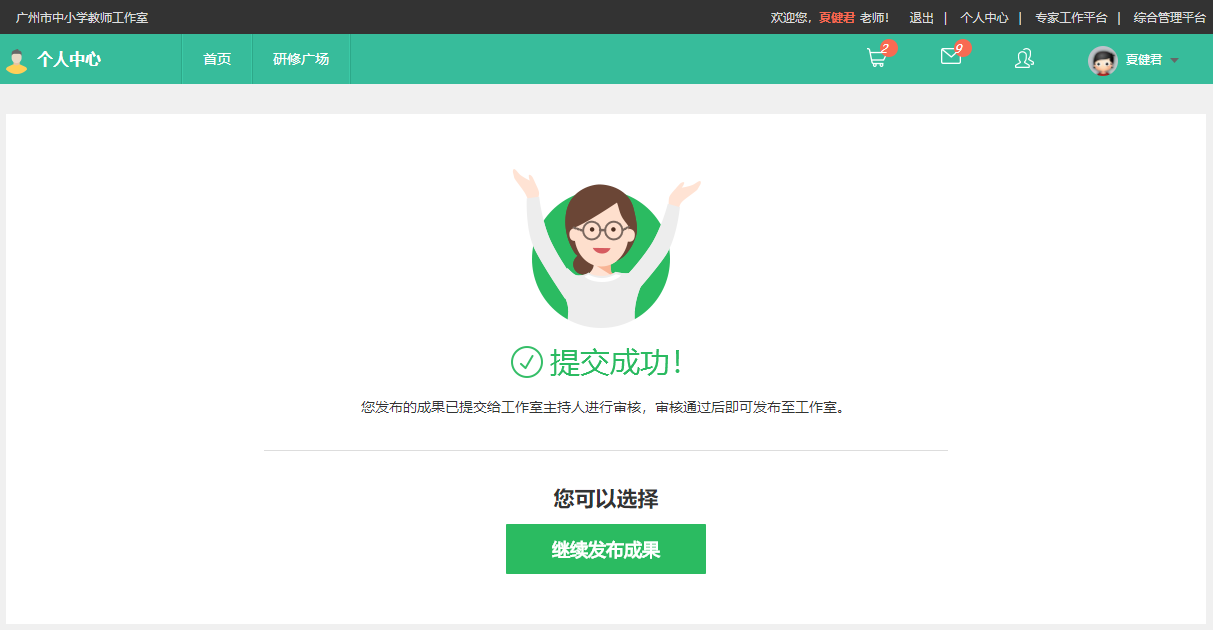 广州市中小学教师工作室
欢迎您，夏健君 老师！ 退出 | 个人中心 | 专家工作平台 | 综合管理平台
个人中心 首页 研修广场 2 9 夏健君
提交成功！
您发布的成果已提交给工作室主持人进行审核，审核通过后即可发布至工作室。
您可以选择
继续发布成果